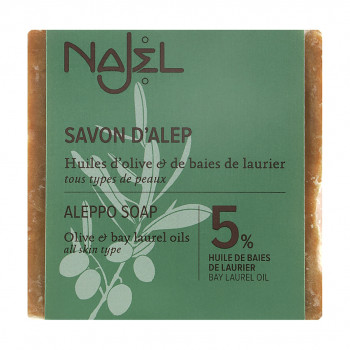 NAJEL
SAVON D'ALEP
Huiles d'olive & de baies de laurier
tous types de peaux
ALEPPO SOAP
Olive & bay laurel oils
all skin type
5%
HUILE DE BAIES
DE LAURIER
BAY LAUREL OIL